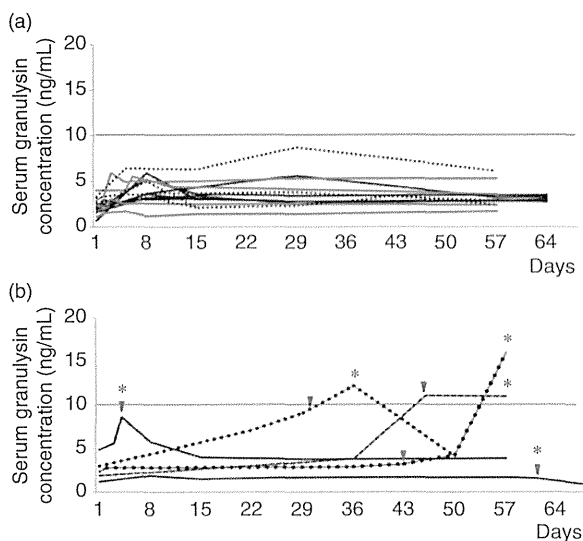 (a)
Serum granulysin
concentration (ng/mL)
20
15
10
5
0
1 8 15 22 29 36 43 50 57 64
Days
(b)
Serum granulysin
concentration (ng/mL)
20
15
10
5
0
* * * * *
1 8 15 22 29 36 43 50 57 64
Days